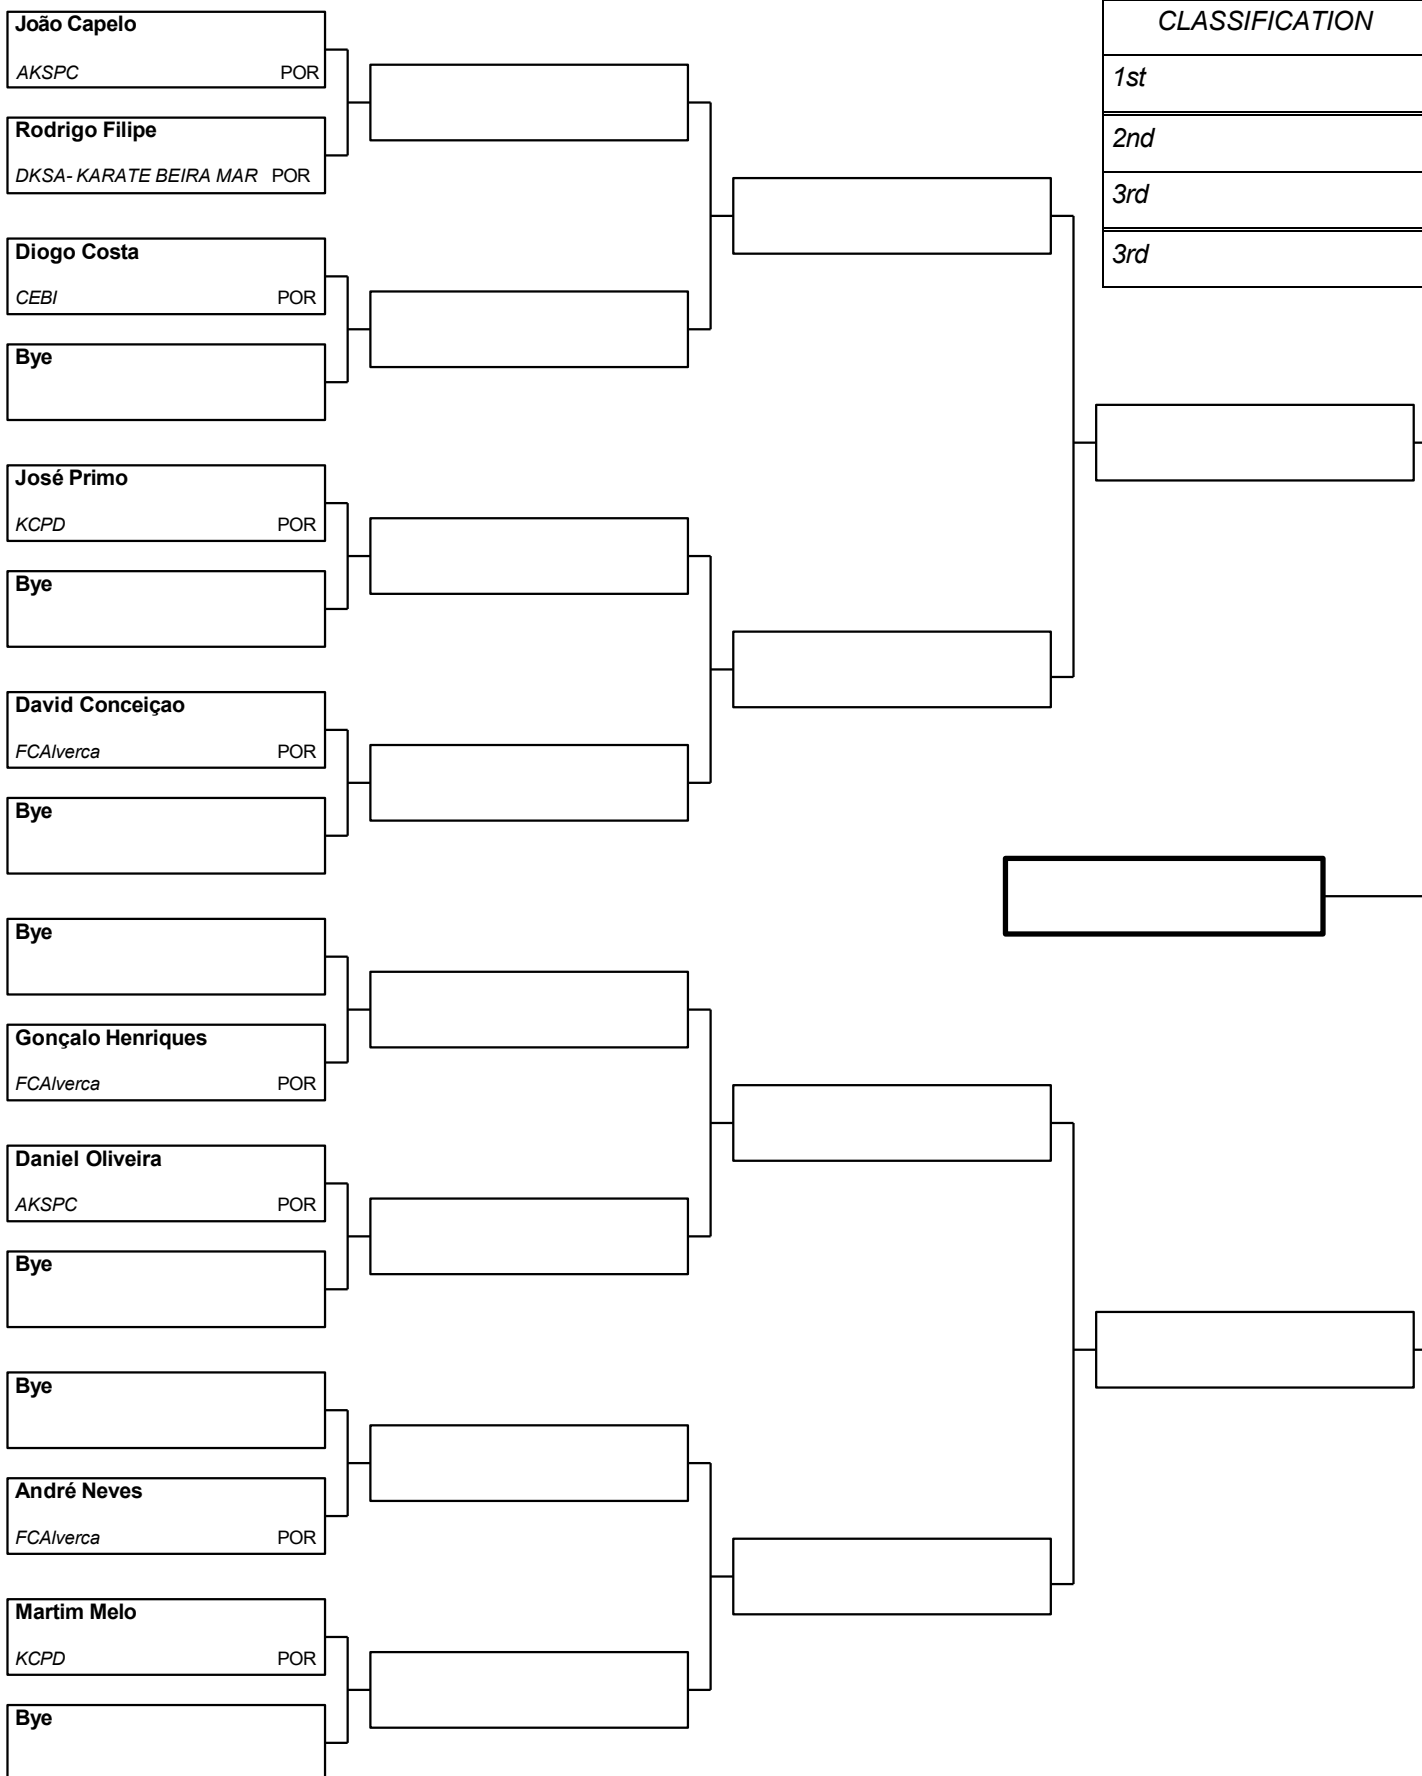 João Capelo
AKSPC POR
Rodrigo Filipe
DKSA- KARATE BEIRA MAR POR
Diogo Costa
CEBI POR
Bye
José Primo
KCPD POR
Bye
David Conceiçao
FCAlverca POR
Bye
Bye
Gonçalo Henriques
FCAlverca POR
Daniel Oliveira
AKSPC POR
Bye
Bye
André Neves
FCAlverca POR
Martim Melo
KCPD POR
Bye
CLASSIFICATION
1st
2nd
3rd
3rd